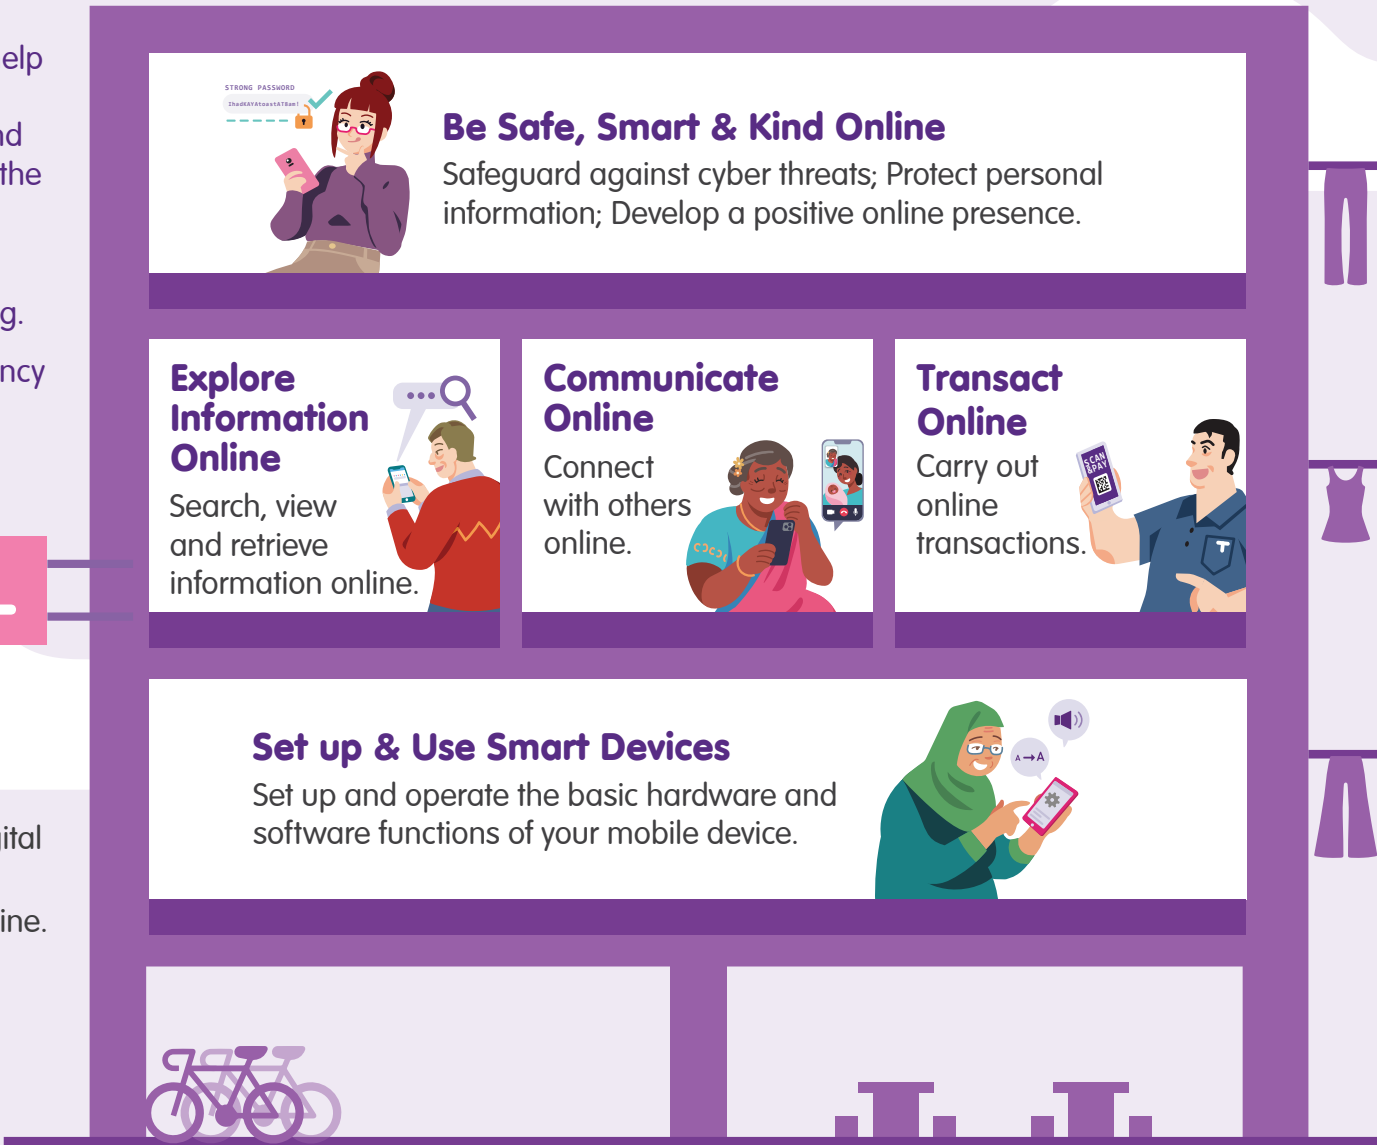 elp
nd
the
g.
ncy
gital
ine.
STRONG PASSWORD
IhadKAYAtoastAT8am!
Be Safe, Smart & Kind Online
Safeguard against cyber threats; Protect personal
information; Develop a positive online presence.
Explore
Information
Online
Search, view
and retrieve
information online.
Communicate
Online
Connect
with others
online.
Transact
Online
Carry out
online
transactions.
SCAN
&PAY
Set up & Use Smart Devices
Set up and operate the basic hardware and
software functions of your mobile device.
A→A